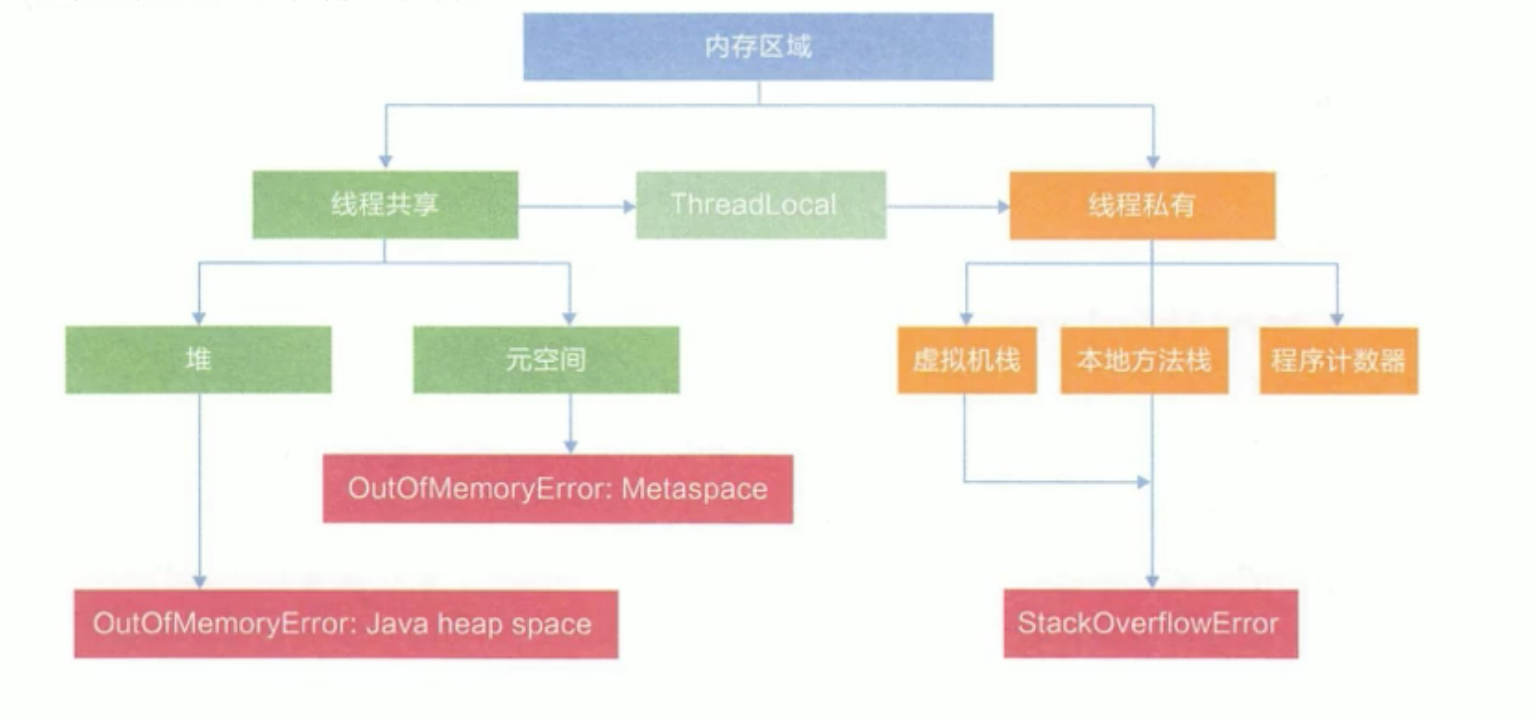 内存区域
线程共享
ThreadLocal
线程私有
堆
元空间
虚拟机栈
本地方法栈
程序计数器
OutOfMemoryError: Metaspace
OutOfMemoryError: Java heap space
StackOverflowError